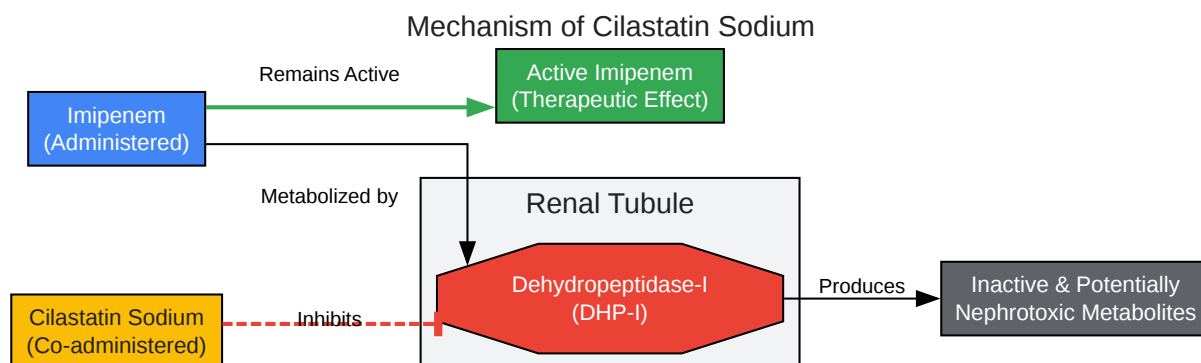 Mechanism of Cilastatin Sodium
Remains Active
Active Imipenem
(Therapeutic Effect)
Imipenem
(Administered)
Metabolized by
Renal Tubule
Dehydropeptidase-I
(DHP-I)
Produces
Inactive & Potentially
Nephrotoxic Metabolites
Cilastatin Sodium
(Co-administered)
Inhibits